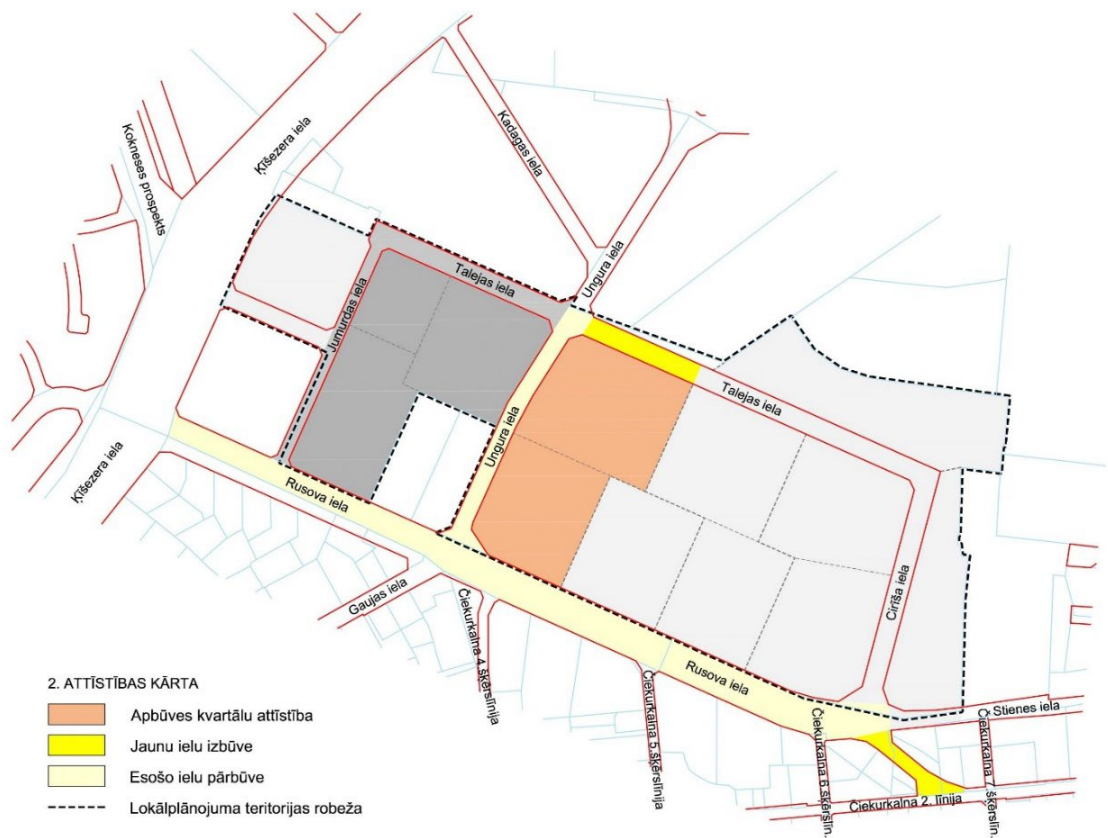 Kokneses prospekts
Ķīšezera iela
Kadagas iela
Ungura iela
Talejas iela
Jumurdas iela
Talejas iela
Ungura iela
Ķīšezera iela
Rusova iela
Cirīša iela
Gaujas iela
Čiekurkalna 4.šķērslīnija
Rusova iela
Čiekurkalna 5.šķērslīnija
Čiekurkalna 6.šķērslīn.
Stienes iela
Čiekurkalna 7.šķērslīn.
Čiekurkalna 2. līnija
2. ATTĪSTĪBAS KĀRTA
Apbūves kvartālu attīstība
Jaunu ielu izbūve
Esošo ielu pārbūve
Lokālplānojuma teritorijas robeža